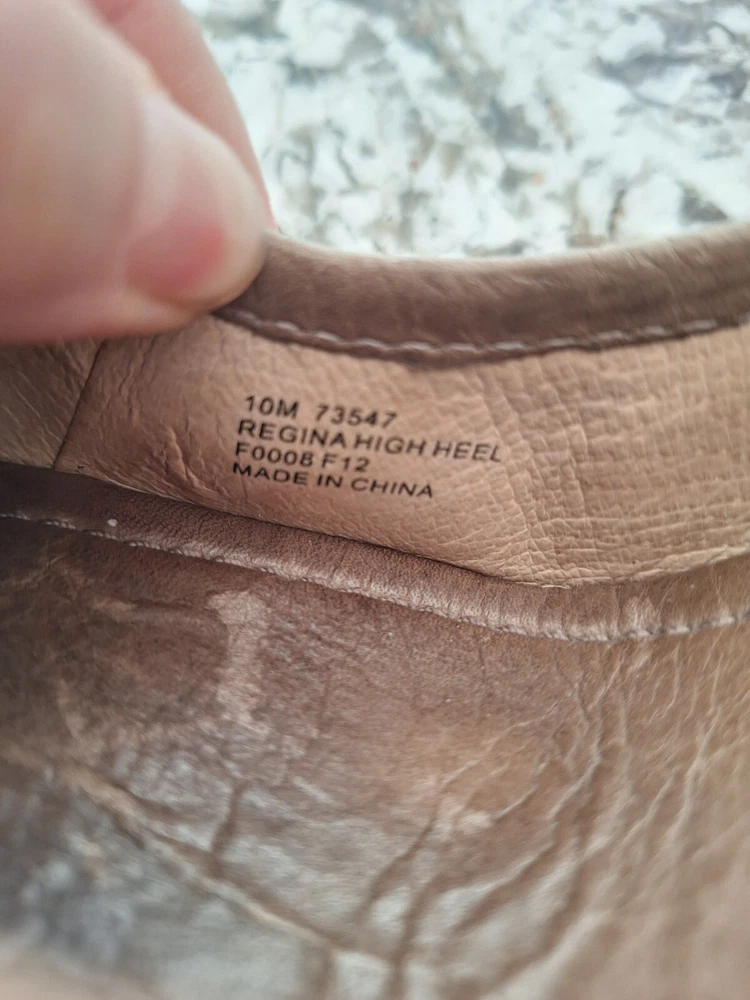 10M 73547
REGINA HIGH HEEL
F0008 F12
MADE IN CHINA